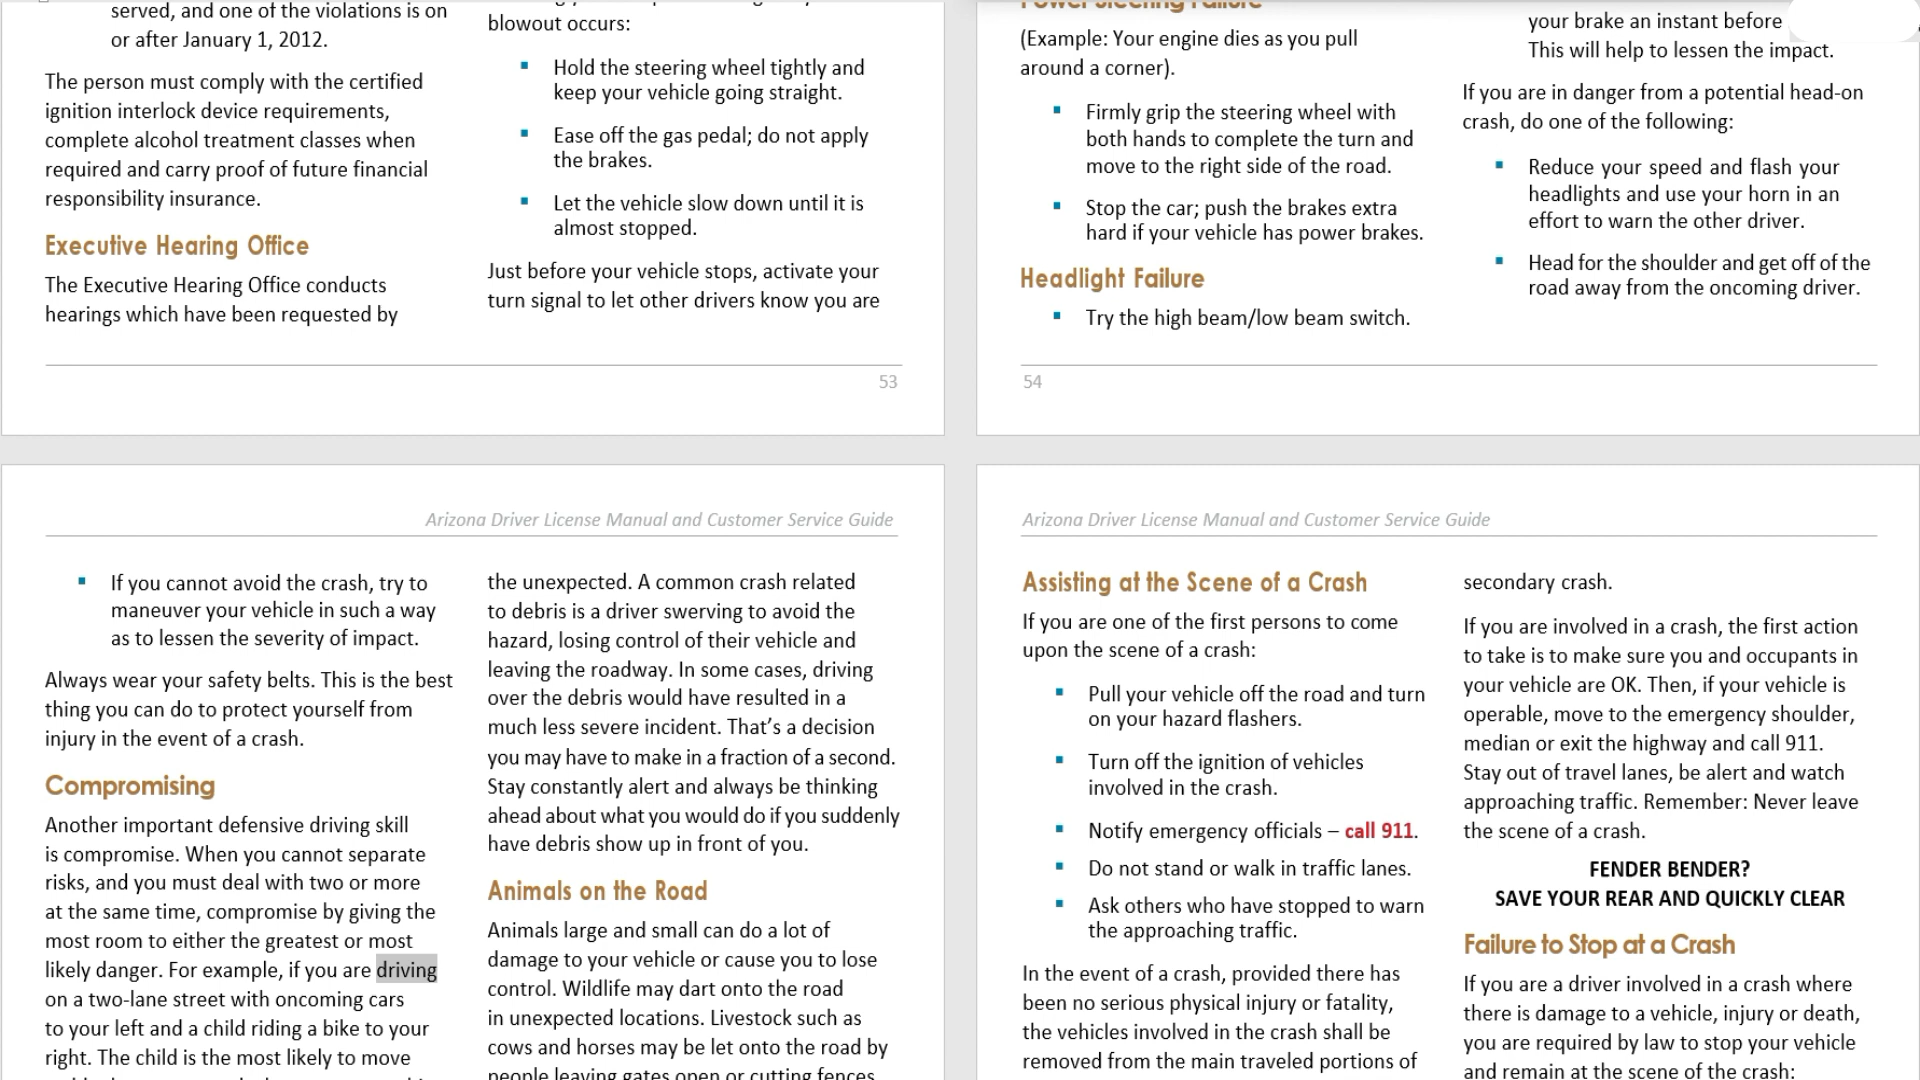 served, and one of the violations is on
or after January 1, 2012.
The person must comply with the certified
ignition interlock device requirements,
complete alcohol treatment classes when
required and carry proof of future financial
responsibility insurance.
Executive Hearing Office
The Executive Hearing Office conducts
hearings which have been requested by
blowout occurs:
▪ Hold the steering wheel tightly and
keep your vehicle going straight.
▪ Ease off the gas pedal; do not apply
the brakes.
▪ Let the vehicle slow down until it is
almost stopped.
Just before your vehicle stops, activate your
turn signal to let other drivers know you are
53
Power Steering Failure
(Example: Your engine dies as you pull
around a corner).
▪ Firmly grip the steering wheel with
both hands to complete the turn and
move to the right side of the road.
▪ Stop the car; push the brakes extra
hard if your vehicle has power brakes.
Headlight Failure
▪ Try the high beam/low beam switch.
your brake an instant before
This will help to lessen the impact.
If you are in danger from a potential head-on
crash, do one of the following:
▪ Reduce your speed and flash your
headlights and use your horn in an
effort to warn the other driver.
▪ Head for the shoulder and get off of the
road away from the oncoming driver.
54
Arizona Driver License Manual and Customer Service Guide
▪ If you cannot avoid the crash, try to
maneuver your vehicle in such a way
as to lessen the severity of impact.
Always wear your safety belts. This is the best
thing you can do to protect yourself from
injury in the event of a crash.
Compromising
Another important defensive driving skill
is compromise. When you cannot separate
risks, and you must deal with two or more
at the same time, compromise by giving the
most room to either the greatest or most
likely danger. For example, if you are driving
on a two-lane street with oncoming cars
to your left and a child riding a bike to your
right. The child is the most likely to move
the unexpected. A common crash related
to debris is a driver swerving to avoid the
hazard, losing control of their vehicle and
leaving the roadway. In some cases, driving
over the debris would have resulted in a
much less severe incident. That’s a decision
you may have to make in a fraction of a second.
Stay constantly alert and always be thinking
ahead about what you would do if you suddenly
have debris show up in front of you.
Animals on the Road
Animals large and small can do a lot of
damage to your vehicle or cause you to lose
control. Wildlife may dart onto the road
in unexpected locations. Livestock such as
cows and horses may be let onto the road by
people leaving gates open or cutting fences
Arizona Driver License Manual and Customer Service Guide
Assisting at the Scene of a Crash
If you are one of the first persons to come
upon the scene of a crash:
▪ Pull your vehicle off the road and turn
on your hazard flashers.
▪ Turn off the ignition of vehicles
involved in the crash.
▪ Notify emergency officials – call 911.
▪ Do not stand or walk in traffic lanes.
▪ Ask others who have stopped to warn
the approaching traffic.
In the event of a crash, provided there has
been no serious physical injury or fatality,
the vehicles involved in the crash shall be
removed from the main traveled portions of
secondary crash.
If you are involved in a crash, the first action
to take is to make sure you and occupants in
your vehicle are OK. Then, if your vehicle is
operable, move to the emergency shoulder,
median or exit the highway and call 911.
Stay out of travel lanes, be alert and watch
approaching traffic. Remember: Never leave
the scene of a crash.
FENDER BENDER?
SAVE YOUR REAR AND QUICKLY CLEAR
Failure to Stop at a Crash
If you are a driver involved in a crash where
there is damage to a vehicle, injury or death,
you are required by law to stop your vehicle
and remain at the scene of the crash: